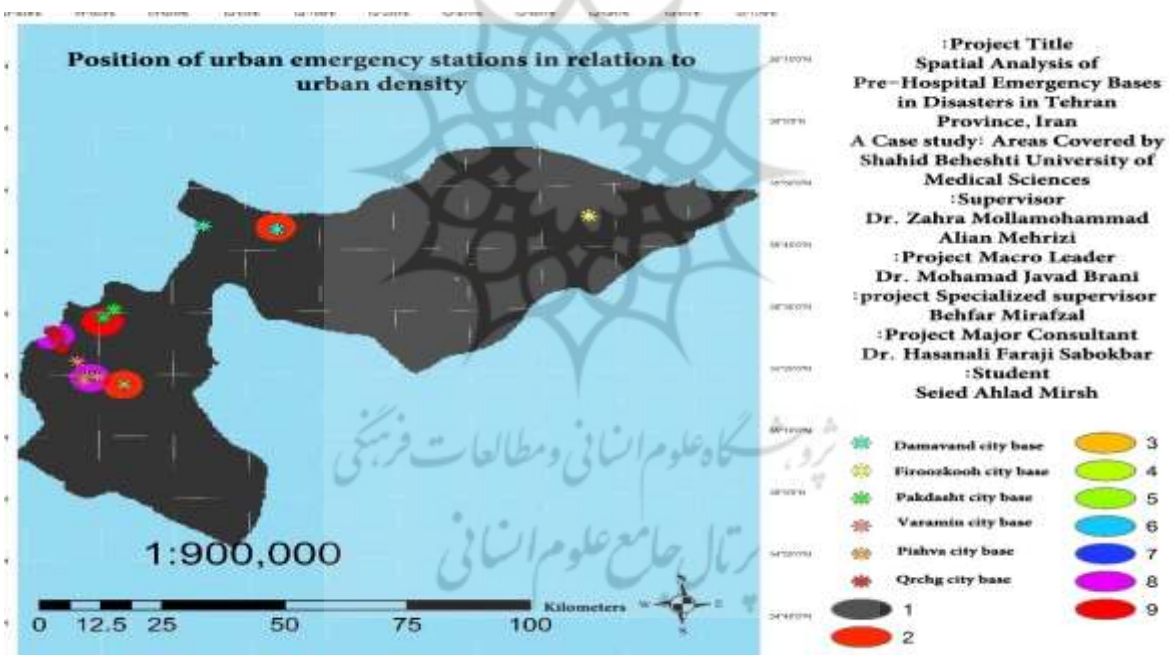 Position of urban emergency stations in relation to
urban density
1:900,000
Kilometers
0 12.5 25 50 75 100
W E
S
:Project Title
Spatial Analysis of
Pre-Hospital Emergency Bases
in Disasters in Tehran
Province, Iran
A Case study: Areas Covered by
Shahid Beheshti University of
Medical Sciences
:Supervisor
Dr. Zahra Mollamohammad
Alian Mehrizi
:Project Macro Leader
Dr. Mohamad Javad Brani
:project Specialized supervisor
Behfar Mirafzal
:Project Major Consultant
Dr. Hasanali Faraji Sabokbar
:Student
Seied Ahlad Mirsh
Damavand city base
Firoozkooh city base
Pakdasht city base
Varamin city base
Pishva city base
Qrchg city base
1
2
3
4
5
6
7
8
9
پژوهشگاه علوم انسانی و مطالعات فرهنگی
پرتال جامع علوم انسانی